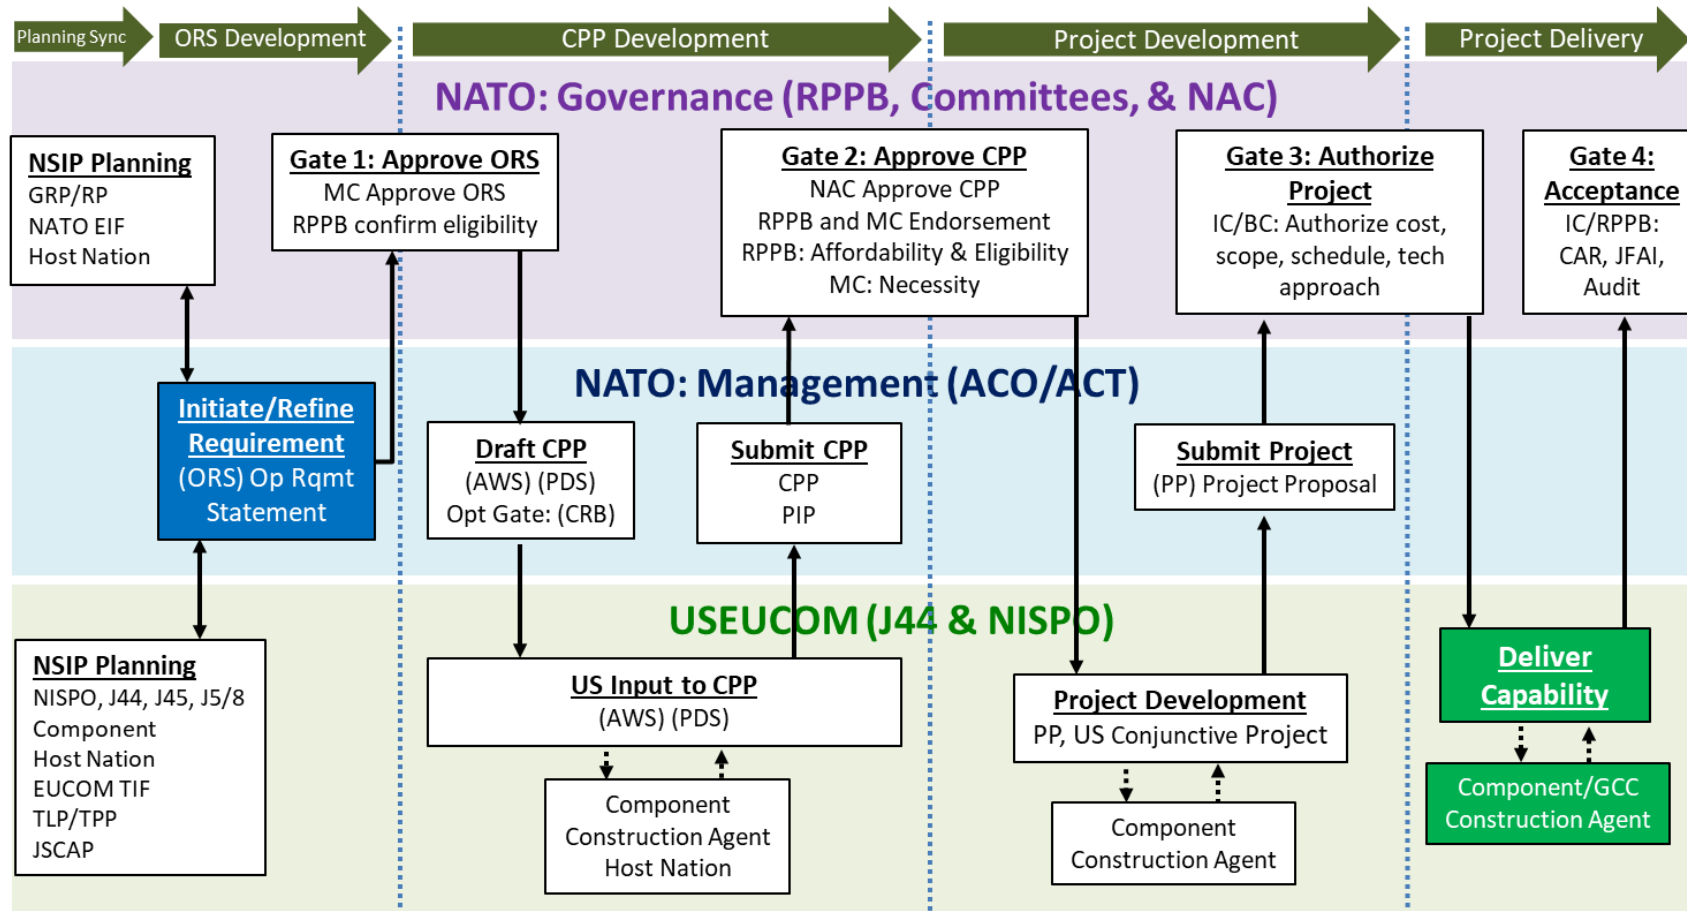 Planning Sync
ORS Development
CPP Development
Project Development
Project Delivery
NATO: Governance (RPPB, Committees, & NAC)
NSIP Planning
GRP/RP
NATO EIF
Host Nation
Gate 1: Approve ORS
MC Approve ORS
RPPB confirm eligibility
Gate 2: Approve CPP
NAC Approve CPP
RPPB and MC Endorsement
RPPB: Affordability & Eligibility
MC: Necessity
Gate 3: Authorize
Project
IC/BC: Authorize cost,
scope, schedule, tech
approach
Gate 4:
Acceptance
IC/RPPB:
CAR, JFAI,
Audit
NATO: Management (ACO/ACT)
Initiate/Refine
Requirement
(ORS) Op Rqmt
Statement
Draft CPP
(AWS) (PDS)
Opt Gate: (CRB)
Submit CPP
CPP
PIP
Submit Project
(PP) Project Proposal
USEUCOM (J44 & NISPO)
NSIP Planning
NISPO, J44, J45, J5/8
Component
Host Nation
EUCOM TIF
TLP/TPP
JSCAP
US Input to CPP
(AWS) (PDS)
Component
Construction Agent
Host Nation
Project Development
PP, US Conjunctive Project
Component
Construction Agent
Deliver
Capability
Component/GCC
Construction Agent